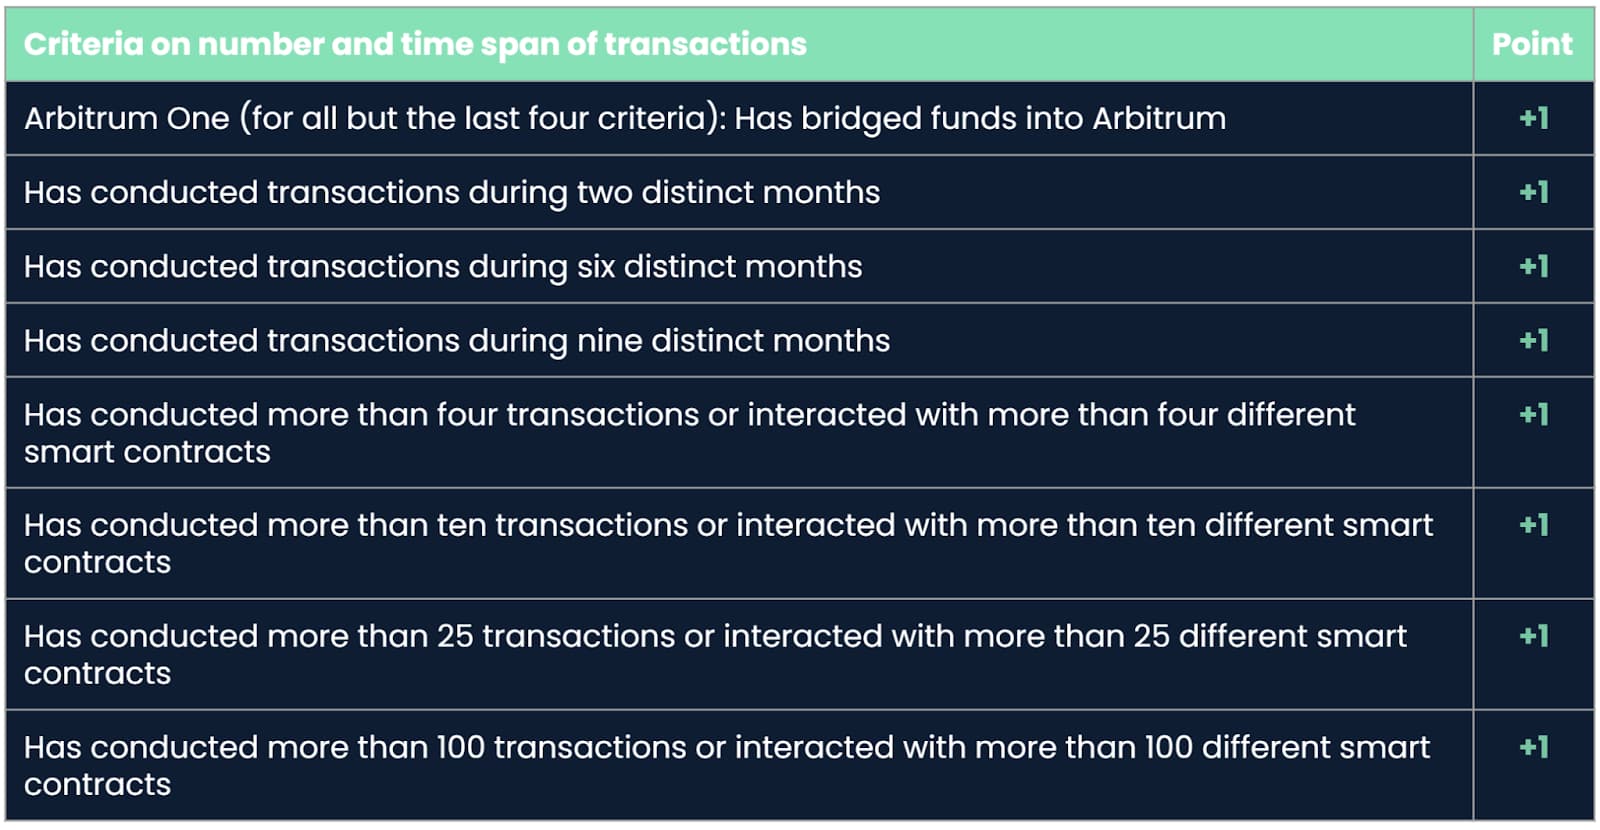 Criteria on number and time span of transactions Point
Arbitrum One (for all but the last four criteria): Has bridged funds into Arbitrum +1
Has conducted transactions during two distinct months +1
Has conducted transactions during six distinct months +1
Has conducted transactions during nine distinct months +1
Has conducted more than four transactions or interacted with more than four different +1
smart contracts
Has conducted more than ten transactions or interacted with more than ten different smart +1
contracts
Has conducted more than 25 transactions or interacted with more than 25 different smart +1
contracts
Has conducted more than 100 transactions or interacted with more than 100 different smart +1
contracts